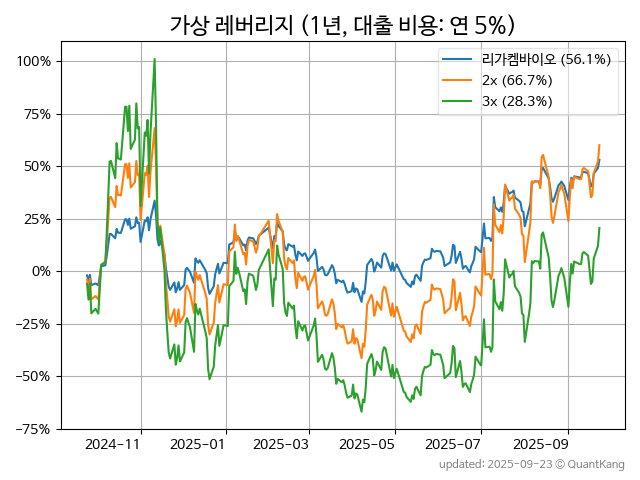 가상 레버리지 (1년, 대출 비용: 연 5%)
리가켐바이오 (56.1%)
2x (66.7%)
3x (28.3%)
100%
75%
50%
25%
0%
−25%
−50%
−75%
2024-11
2025-01
2025-03
2025-05
2025-07
2025-09
updated: 2025-09-23 © QuantKang